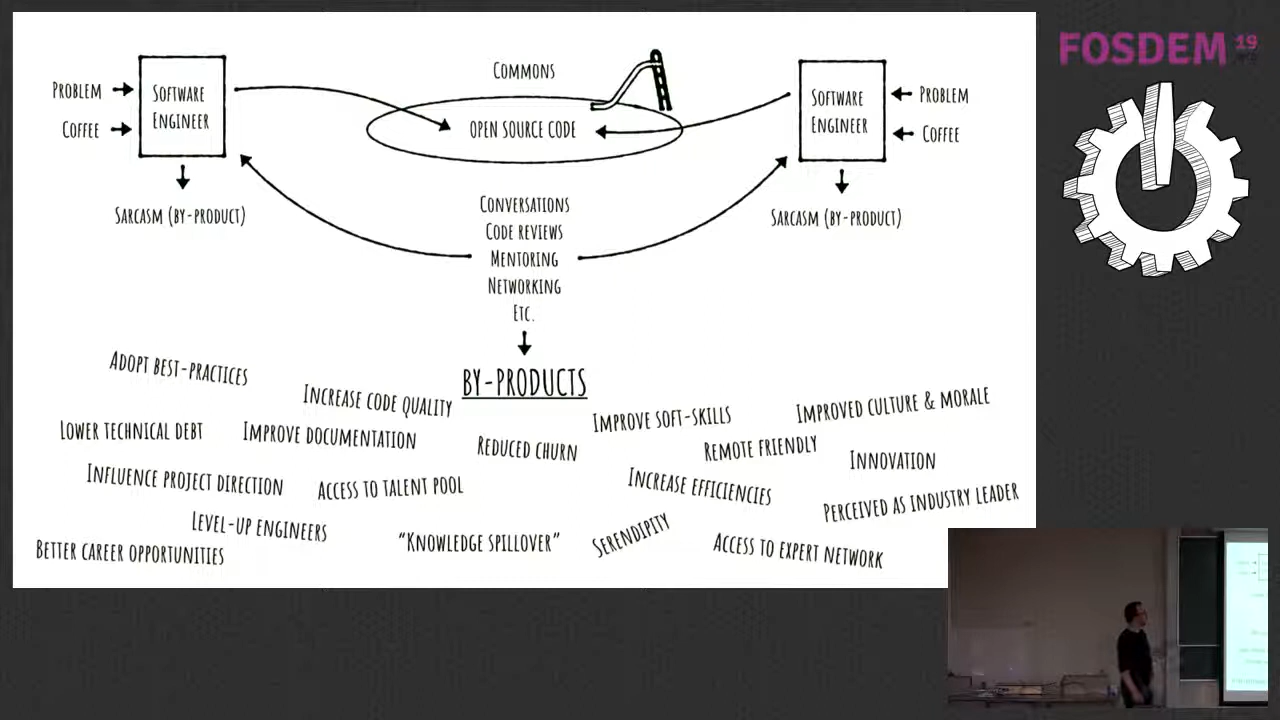 FOSDEM 19
COMMONS
PROBLEM
COFFEE
SOFTWARE
ENGINEER
OPEN SOURCE CODE
SOFTWARE
ENGINEER
PROBLEM
COFFEE
SARCASM (BY-PRODUCT)
SARCASM (BY-PRODUCT)
CONVERSATIONS
CODE REVIEWS
MENTORING
NETWORKING
ETC.
BY-PRODUCTS
ADOPT BEST-PRACTICES
INCREASE CODE QUALITY
IMPROVE SOFT-SKILLS
IMPROVED CULTURE & MORALE
LOWER TECHNICAL DEBT
IMPROVE DOCUMENTATION
REDUCED CHURN
REMOTE FRIENDLY
INNOVATION
INFLUENCE PROJECT DIRECTION
ACCESS TO TALENT POOL
INCREASE EFFICIENCIES
PERCEIVED AS INDUSTRY LEADER
LEVEL-UP ENGINEERS
"KNOWLEDGE SPILLOVER"
SERENDIPITY
ACCESS TO EXPERT NETWORK
BETTER CAREER OPPORTUNITIES